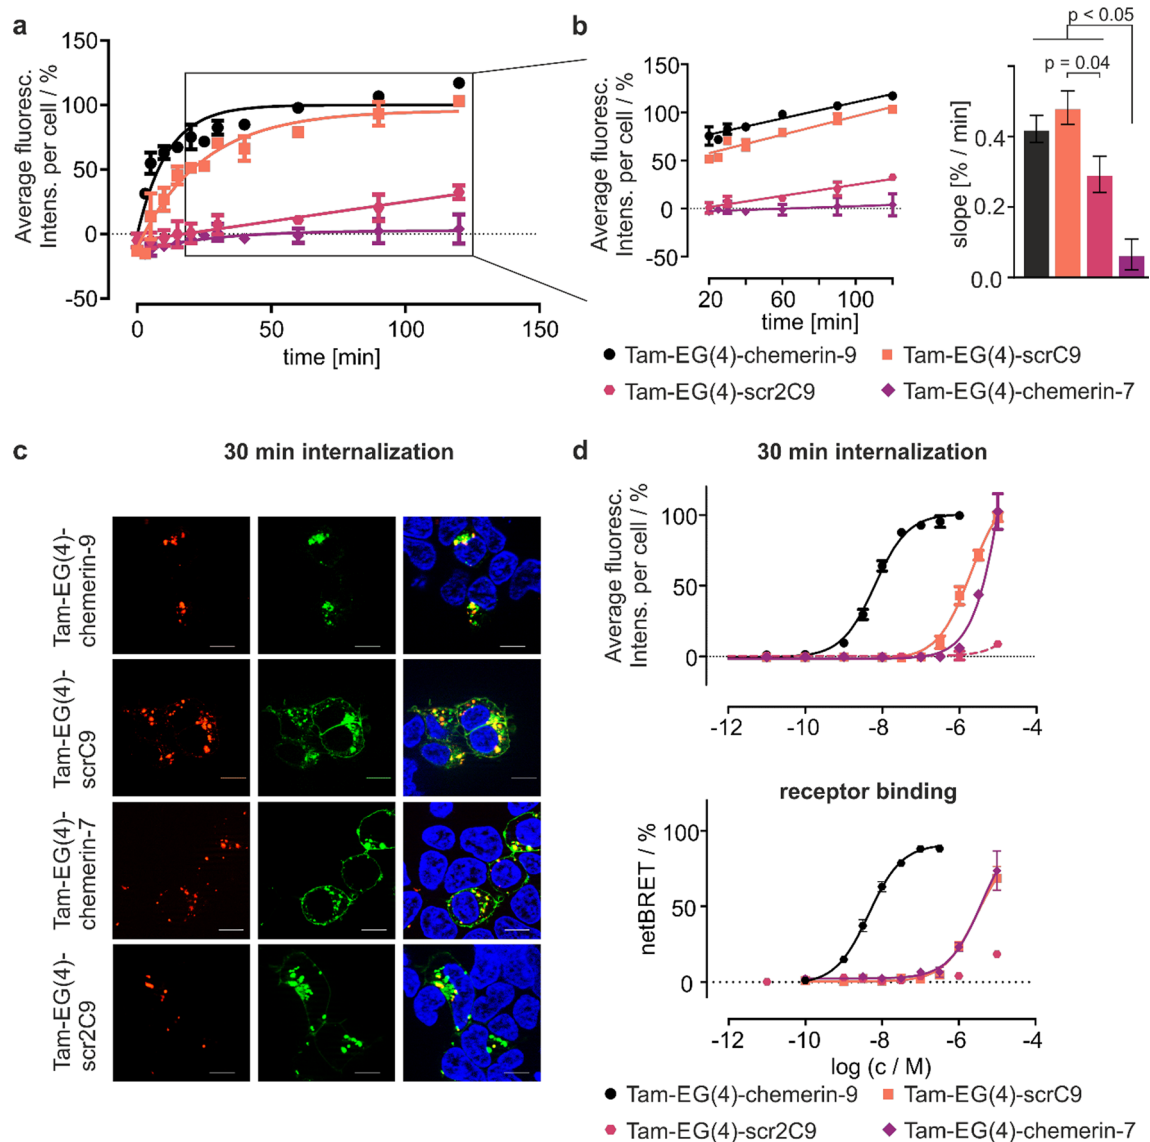 a
Average fluoresc.
Intens. per cell / %
150
100
50
0
-50
0
50
100
150
time [min]
b
Average fluoresc.
Intens. per cell / %
150
100
50
0
-50
20
60
100
time [min]
p < 0.05
p = 0.04
slope [% / min]
0.4
0.2
0.0
Tam-EG(4)-chemerin-9
Tam-EG(4)-scrC9
Tam-EG(4)-scr2C9
Tam-EG(4)-chemerin-7
c
30 min internalization
Tam-EG(4)-
chemerin-9
Tam-EG(4)-
scrC9
Tam-EG(4)-
chemerin-7
Tam-EG(4)-
scr2C9
d
30 min internalization
Average fluoresc.
Intens. per cell / %
100
50
0
-12
-10
-8
-6
-4
receptor binding
netBRET / %
100
50
0
-12
-10
-8
-6
-4
log (c / M)
Tam-EG(4)-chemerin-9
Tam-EG(4)-scrC9
Tam-EG(4)-scr2C9
Tam-EG(4)-chemerin-7